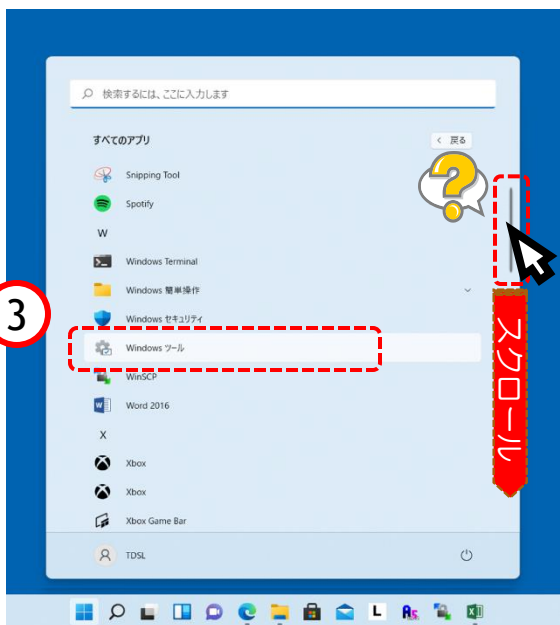 検索するには、ここに入力します
すべてのアプリ
< 戻る
Snipping Tool
Spotify
W
Windows Terminal
Windows 簡単操作
Windows セキュリティ
3
Windows ツール
WinSCP
Word 2016
X
Xbox
Xbox
Xbox Game Bar
TDSL
スクロール
L
As